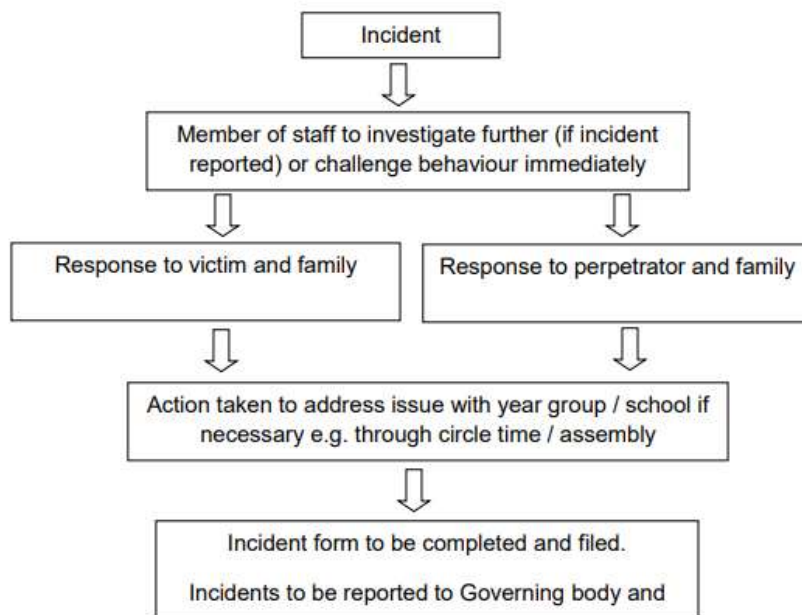 Incident
Member of staff to investigate further (if incident
reported) or challenge behaviour immediately
Response to victim and family
Response to perpetrator and family
Action taken to address issue with year group / school if
necessary e.g. through circle time / assembly
Incident form to be completed and filed.
Incidents to be reported to Governing body and